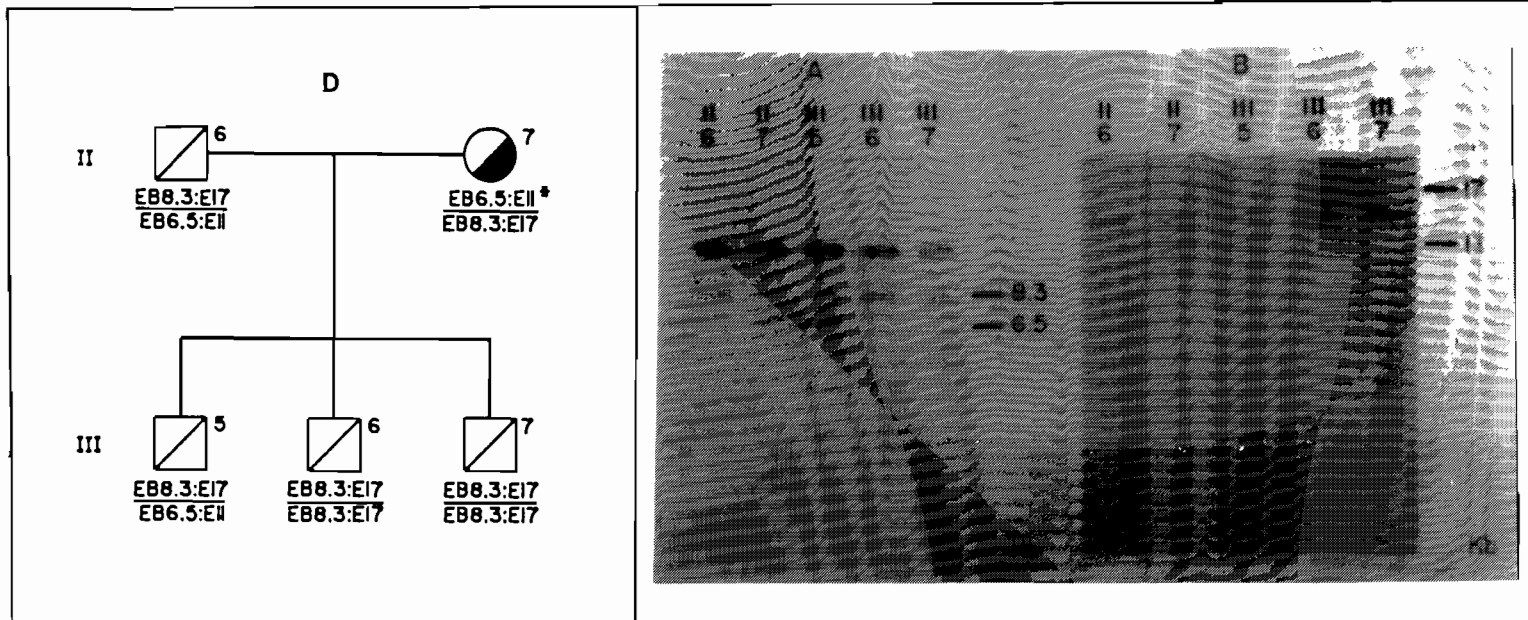 D
6
7
II
EB8.3:E17
EB6.5:E11
EB6.5:E11*
EB8.3:E17
III
5
6
7
EB8.3:E17
EB6.5:E11
EB8.3:E17
EB8.3:E17
EB8.3:E17
EB8.3:E17
A
II II III III III
6 7 5 6 7
8.3
6.5
B
II II III III III
6 7 5 6 7
17
11
Kb